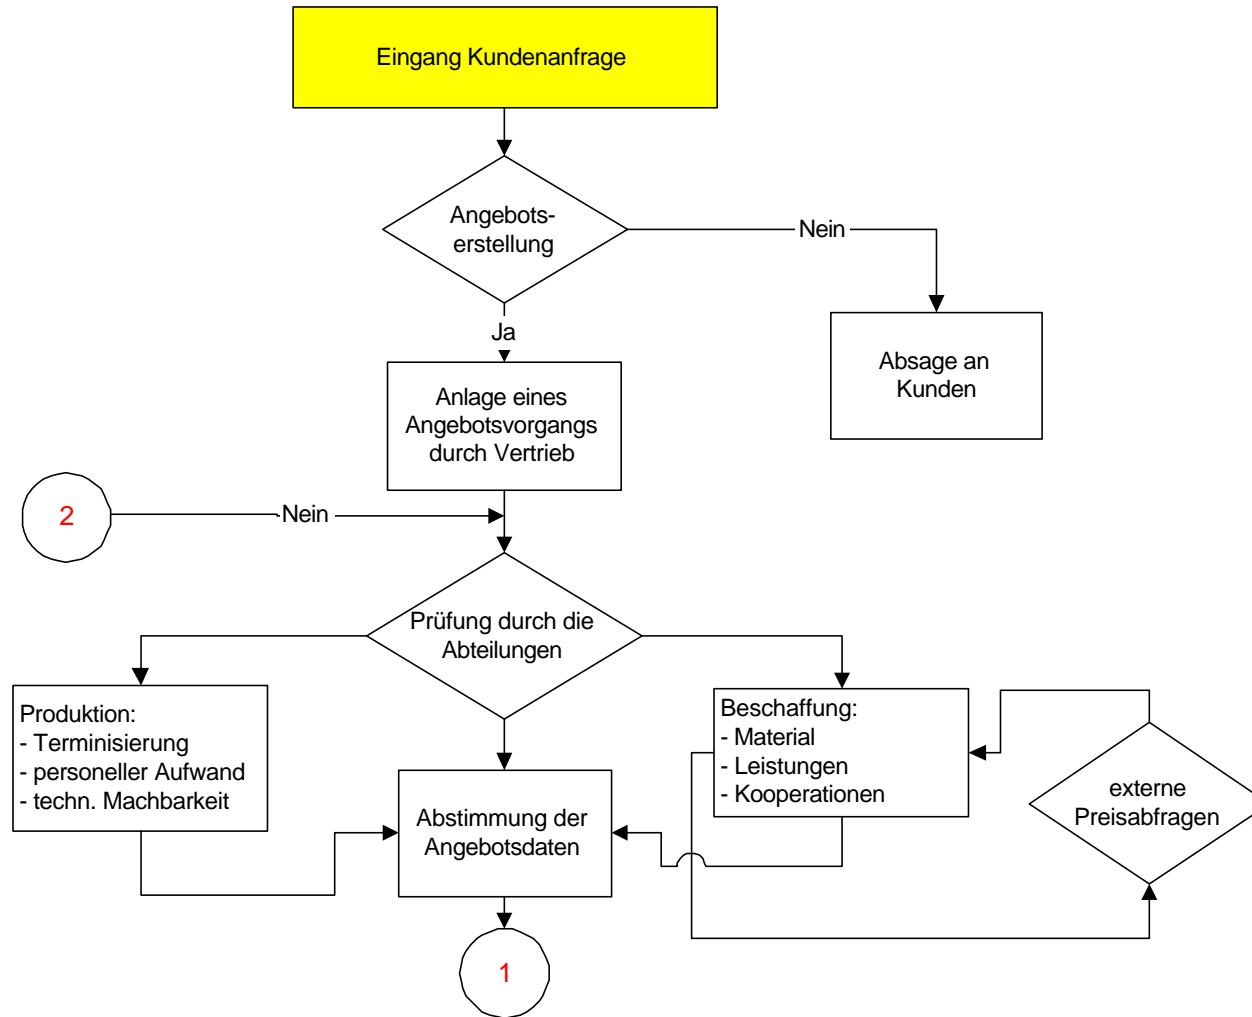 Eingang Kundenanfrage
Angebots-
erstellung
Nein
Ja
Absage an
Kunden
Anlage eines
Angebotsvorgangs
durch Vertrieb
2
Nein
Prüfung durch die
Abteilungen
Produktion:
- Terminisierung
- personeller Aufwand
- techn. Machbarkeit
Beschaffung:
- Material
- Leistungen
- Kooperationen
externe
Preisabfragen
Abstimmung der
Angebotsdaten
1